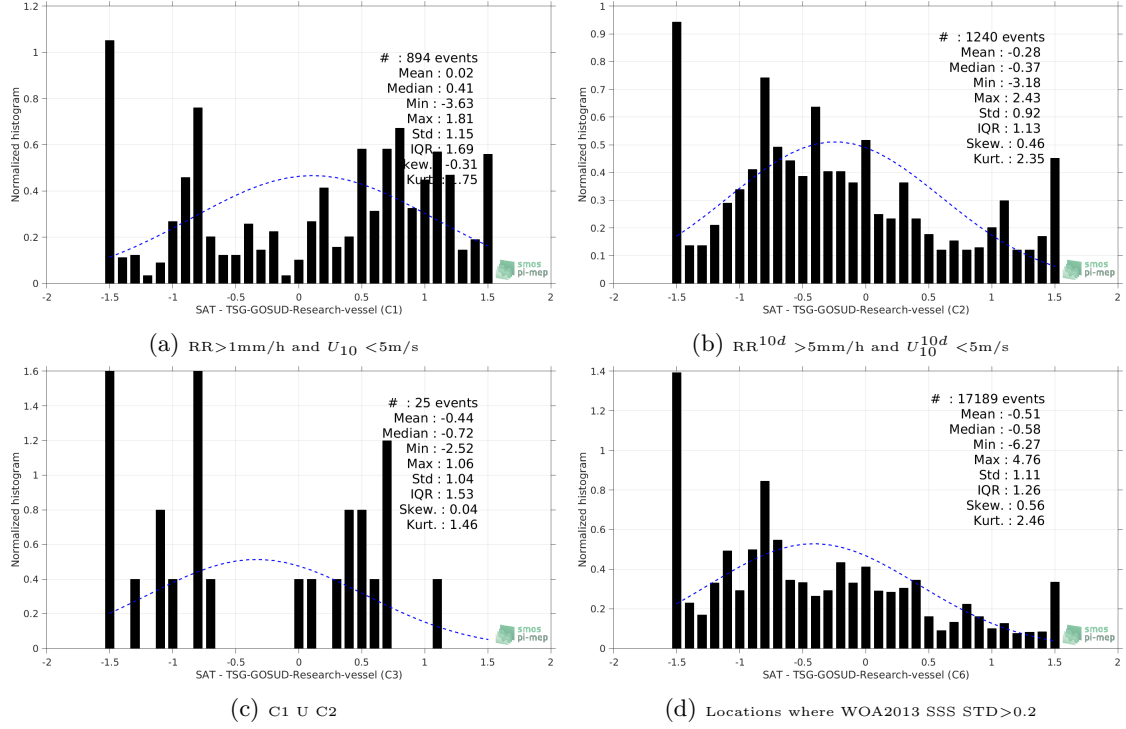 1.2
1
0.8
0.6
0.4
0.2
0
-2 -1.5 -1 -0.5 0 0.5 1 1.5 2
Normalized histogram
# : 894 events
Mean : 0.02
Median : 0.41
Min : -3.63
Max : 1.81
Std : 1.15
IQR : 1.69
Skew. : -0.31
Kurt. : 1.75
smos
pi-mep
SAT - TSG-GOSUD-Research-vessel (C1)
(a) RR>1mm/h and U10 <5m/s
1
0.9
0.8
0.7
0.6
0.5
0.4
0.3
0.2
0.1
0
-2 -1.5 -1 -0.5 0 0.5 1 1.5 2
Normalized histogram
# : 1240 events
Mean : -0.28
Median : -0.37
Min : -3.18
Max : 2.43
Std : 0.92
IQR : 1.13
Skew. : 0.46
Kurt. : 2.35
smos
pi-mep
SAT - TSG-GOSUD-Research-vessel (C2)
(b) RR^10d >5mm/h and U10^10d <5m/s
1.6
1.4
1.2
1
0.8
0.6
0.4
0.2
0
-2 -1.5 -1 -0.5 0 0.5 1 1.5 2
Normalized histogram
# : 25 events
Mean : -0.44
Median : -0.72
Min : -2.52
Max : 1.06
Std : 1.04
IQR : 1.53
Skew. : 0.04
Kurt. : 1.46
smos
pi-mep
SAT - TSG-GOSUD-Research-vessel (C3)
(c) C1 U C2
1.4
1.2
1
0.8
0.6
0.4
0.2
0
-2 -1.5 -1 -0.5 0 0.5 1 1.5 2
Normalized histogram
# : 17189 events
Mean : -0.51
Median : -0.58
Min : -6.27
Max : 4.76
Std : 1.11
IQR : 1.26
Skew. : 0.56
Kurt. : 2.46
smos
pi-mep
SAT - TSG-GOSUD-Research-vessel (C6)
(d) Locations where WOA2013 SSS STD>0.2